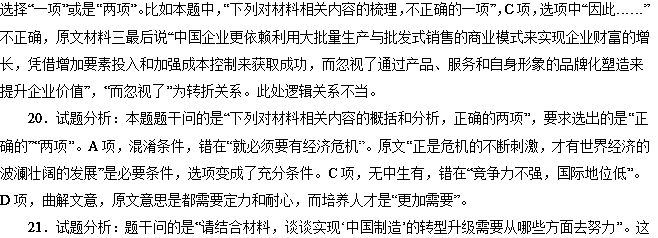 选择“一项”或是“两项”。比如本题中，“下列对材料相关内容的梳理，不正确的一项”，C项，选项中“因此……”
不正确，原文材料三最后说“中国企业更依赖利用大批量生产与批发式销售的商业模式来实现企业财富的增
长，凭借增加要素投入和加强成本控制来获取成功，而忽视了通过产品、服务和自身形象的品牌化塑造来
提升企业价值”，“而忽视了”为转折关系。此处逻辑关系不当。
20．试题分析：本题题干问的是“下列对材料相关内容的概括和分析，正确的两项”，要求选出的是“正
确的”“两项”。A项，混淆条件，错在“就必须要有经济危机”。原文“正是危机的不断刺激，才有世界经济的
波澜壮阔的发展”是必要条件，选项变成了充分条件。C项，无中生有，错在“竞争力不强，国际地位低”。
D项，曲解文意，原文意思是都需要定力和耐心，而培养人才是“更加需要”。
21．试题分析：题干问的是“请结合材料，谈谈实现‘中国制造’的转型升级需要从哪些方面去努力”。这